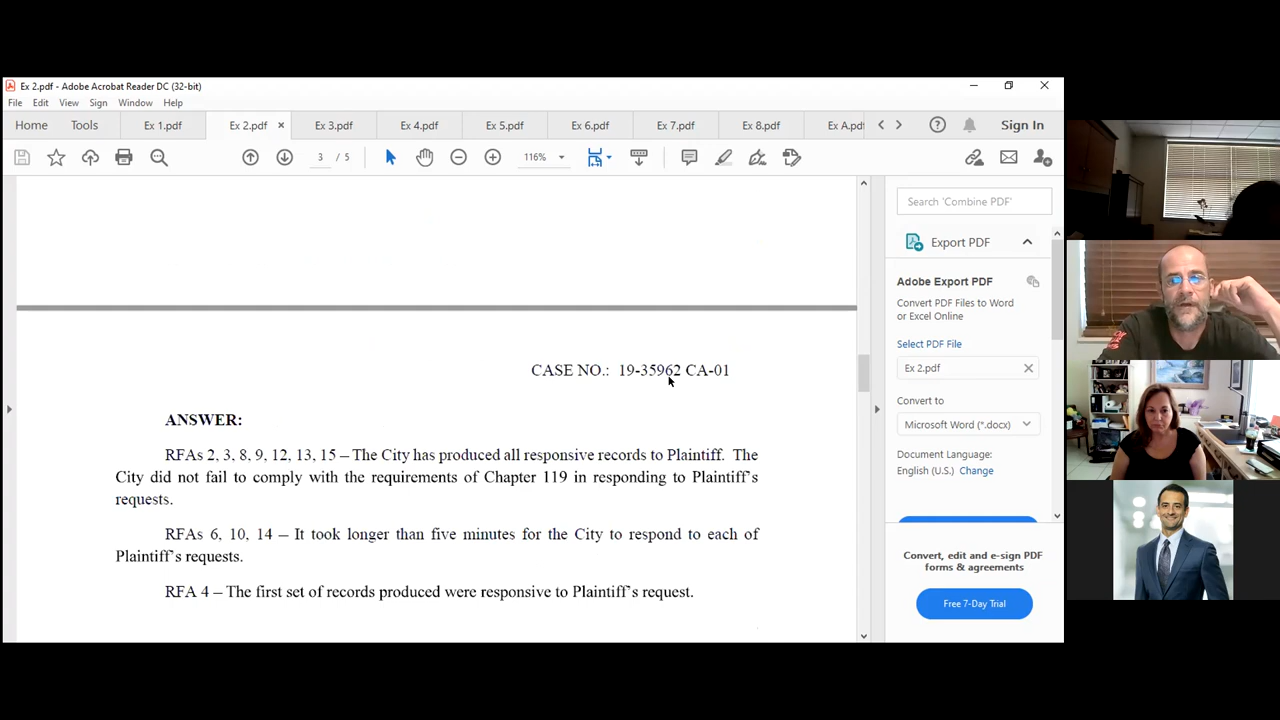 Ex 2.pdf - Adobe Acrobat Reader DC (32-bit)
File Edit View Sign Window Help
Home Tools Ex 1.pdf Ex 2.pdf Ex 3.pdf Ex 4.pdf Ex 5.pdf Ex 6.pdf Ex 7.pdf Ex 8.pdf Ex A.pdf Sign In
3 / 5 116%
CASE NO.: 19-35962 CA-01
ANSWER:
RFAs 2, 3, 8, 9, 12, 13, 15 – The City has produced all responsive records to Plaintiff. The
City did not fail to comply with the requirements of Chapter 119 in responding to Plaintiff's
requests.
RFAs 6, 10, 14 – It took longer than five minutes for the City to respond to each of
Plaintiff's requests.
RFA 4 – The first set of records produced were responsive to Plaintiff's request.
Search 'Combine PDF'
Export PDF
Adobe Export PDF
Convert PDF Files to Word
or Excel Online
Select PDF File
Ex 2.pdf
Convert to
Microsoft Word (*.docx)
Document Language:
English (U.S.) Change
Convert, edit and e-sign PDF
forms & agreements
Free 7-Day Trial